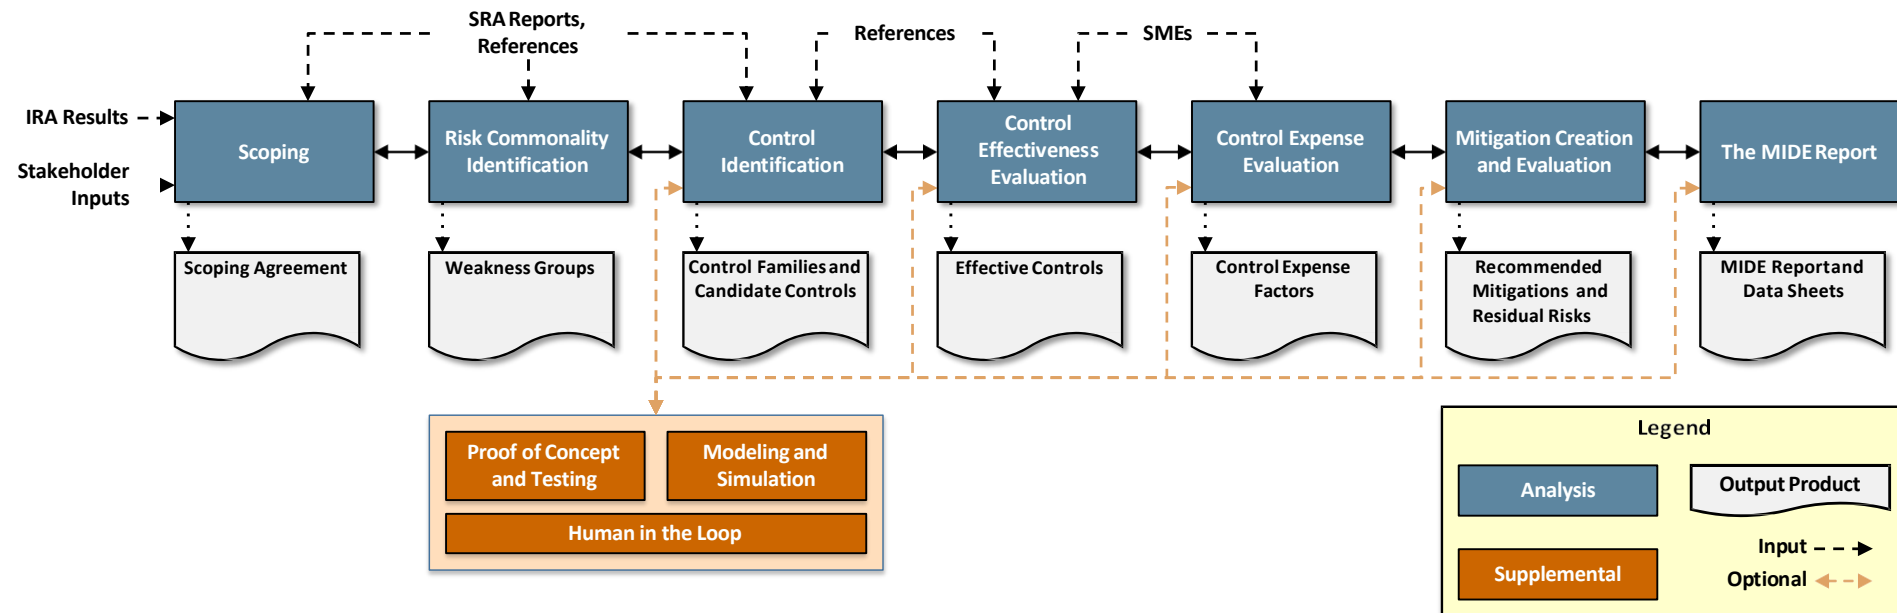 SRA Reports,
References
References
SMEs
IRA Results
Stakeholder
Inputs
Scoping
Risk Commonality
Identification
Control
Identification
Control
Effectiveness
Evaluation
Control Expense
Evaluation
Mitigation Creation
and Evaluation
The MIDE Report
Scoping Agreement
Weakness Groups
Control Families and
Candidate Controls
Effective Controls
Control Expense
Factors
Recommended
Mitigations and
Residual Risks
MIDE Report and
Data Sheets
Proof of Concept
and Testing
Modeling and
Simulation
Human in the Loop
Legend
Analysis
Output Product
Supplemental
Input
Optional